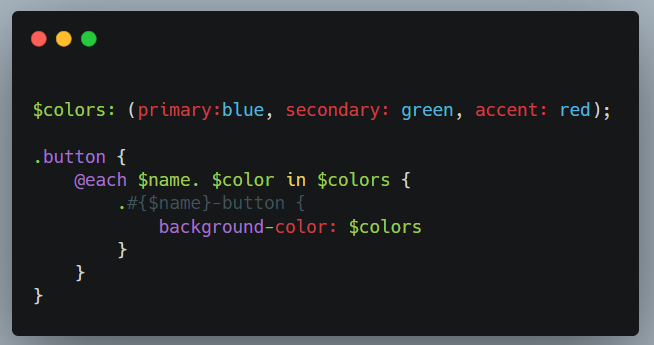 $colors: (primary:blue, secondary: green, accent: red);
.button {
@each $name. $color in $colors {
.#{$name}-button {
background-color: $colors
}
}
}